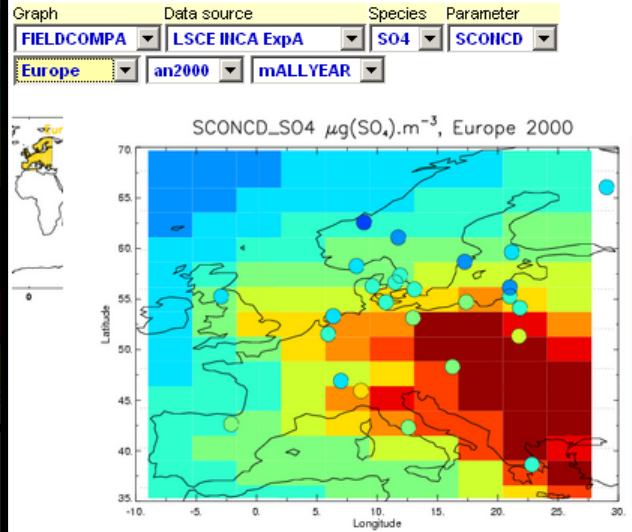 Graph Data source Species Parameter
FIELDCOMPA LSCE INCA ExpA SO4 SCONCD
Europe an2000 mALLYEAR
Eur
SCONCD_SO4 μg(SO₄).m⁻³, Europe 2000
70.
65.
60.
55.
50.
45.
40.
35.
Latitude
0
-10. -5. 0. 5. 10. 15. 20. 25. 30.
Longitude